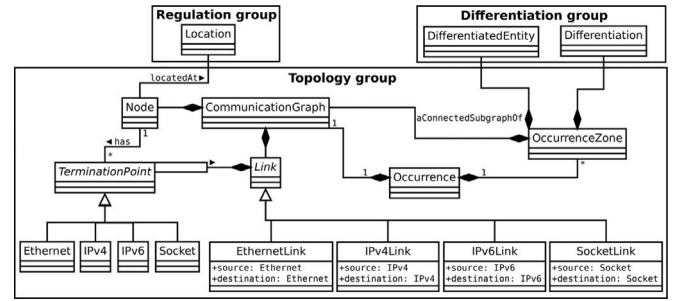 Regulation group
Location
Differentiation group
DifferentiatedEntity
Differentiation
locatedAt►
Topology group
Node
CommunicationGraph
aConnectedSubgraphOf
OccurrenceZone
1
1
◄has
*
TerminationPoint
►
Link
1
Occurrence
1
*
Ethernet
IPv4
IPv6
Socket
EthernetLink
+source: Ethernet
+destination: Ethernet
IPv4Link
+source: IPv4
+destination: IPv4
IPv6Link
+source: IPv6
+destination: IPv6
SocketLink
+source: Socket
+destination: Socket